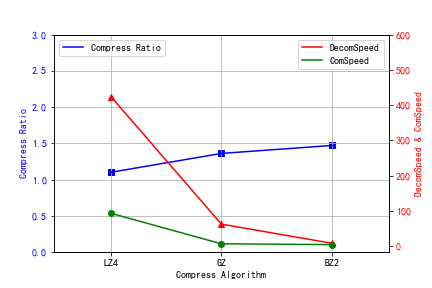 3.0
2.5
2.0
1.5
1.0
0.5
0.0
Compress Ratio
Compress Ratio
DecomSpeed
ComSpeed
600
500
400
300
200
100
0
DecomSpeed & ComSpeed
LZ4
GZ
BZ2
Compress Algorithm